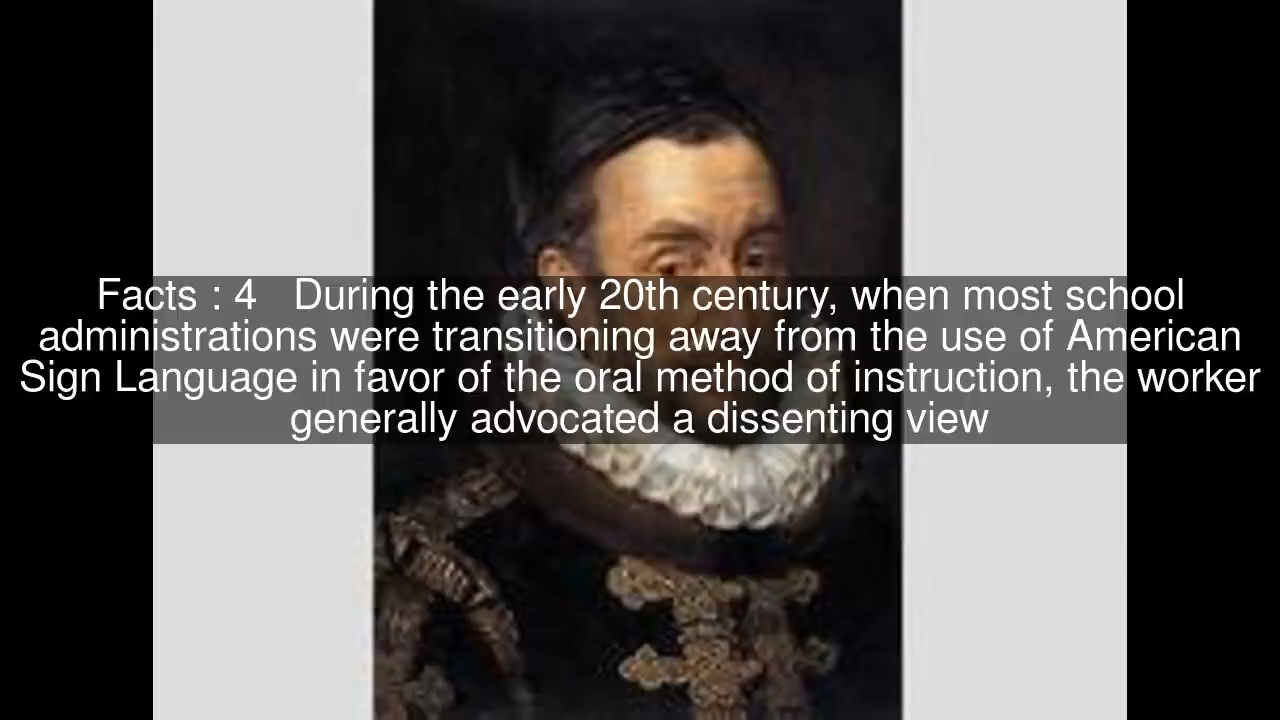 Facts : 4   During the early 20th century, when most school
administrations were transitioning away from the use of American
Sign Language in favor of the oral method of instruction, the worker
generally advocated a dissenting view